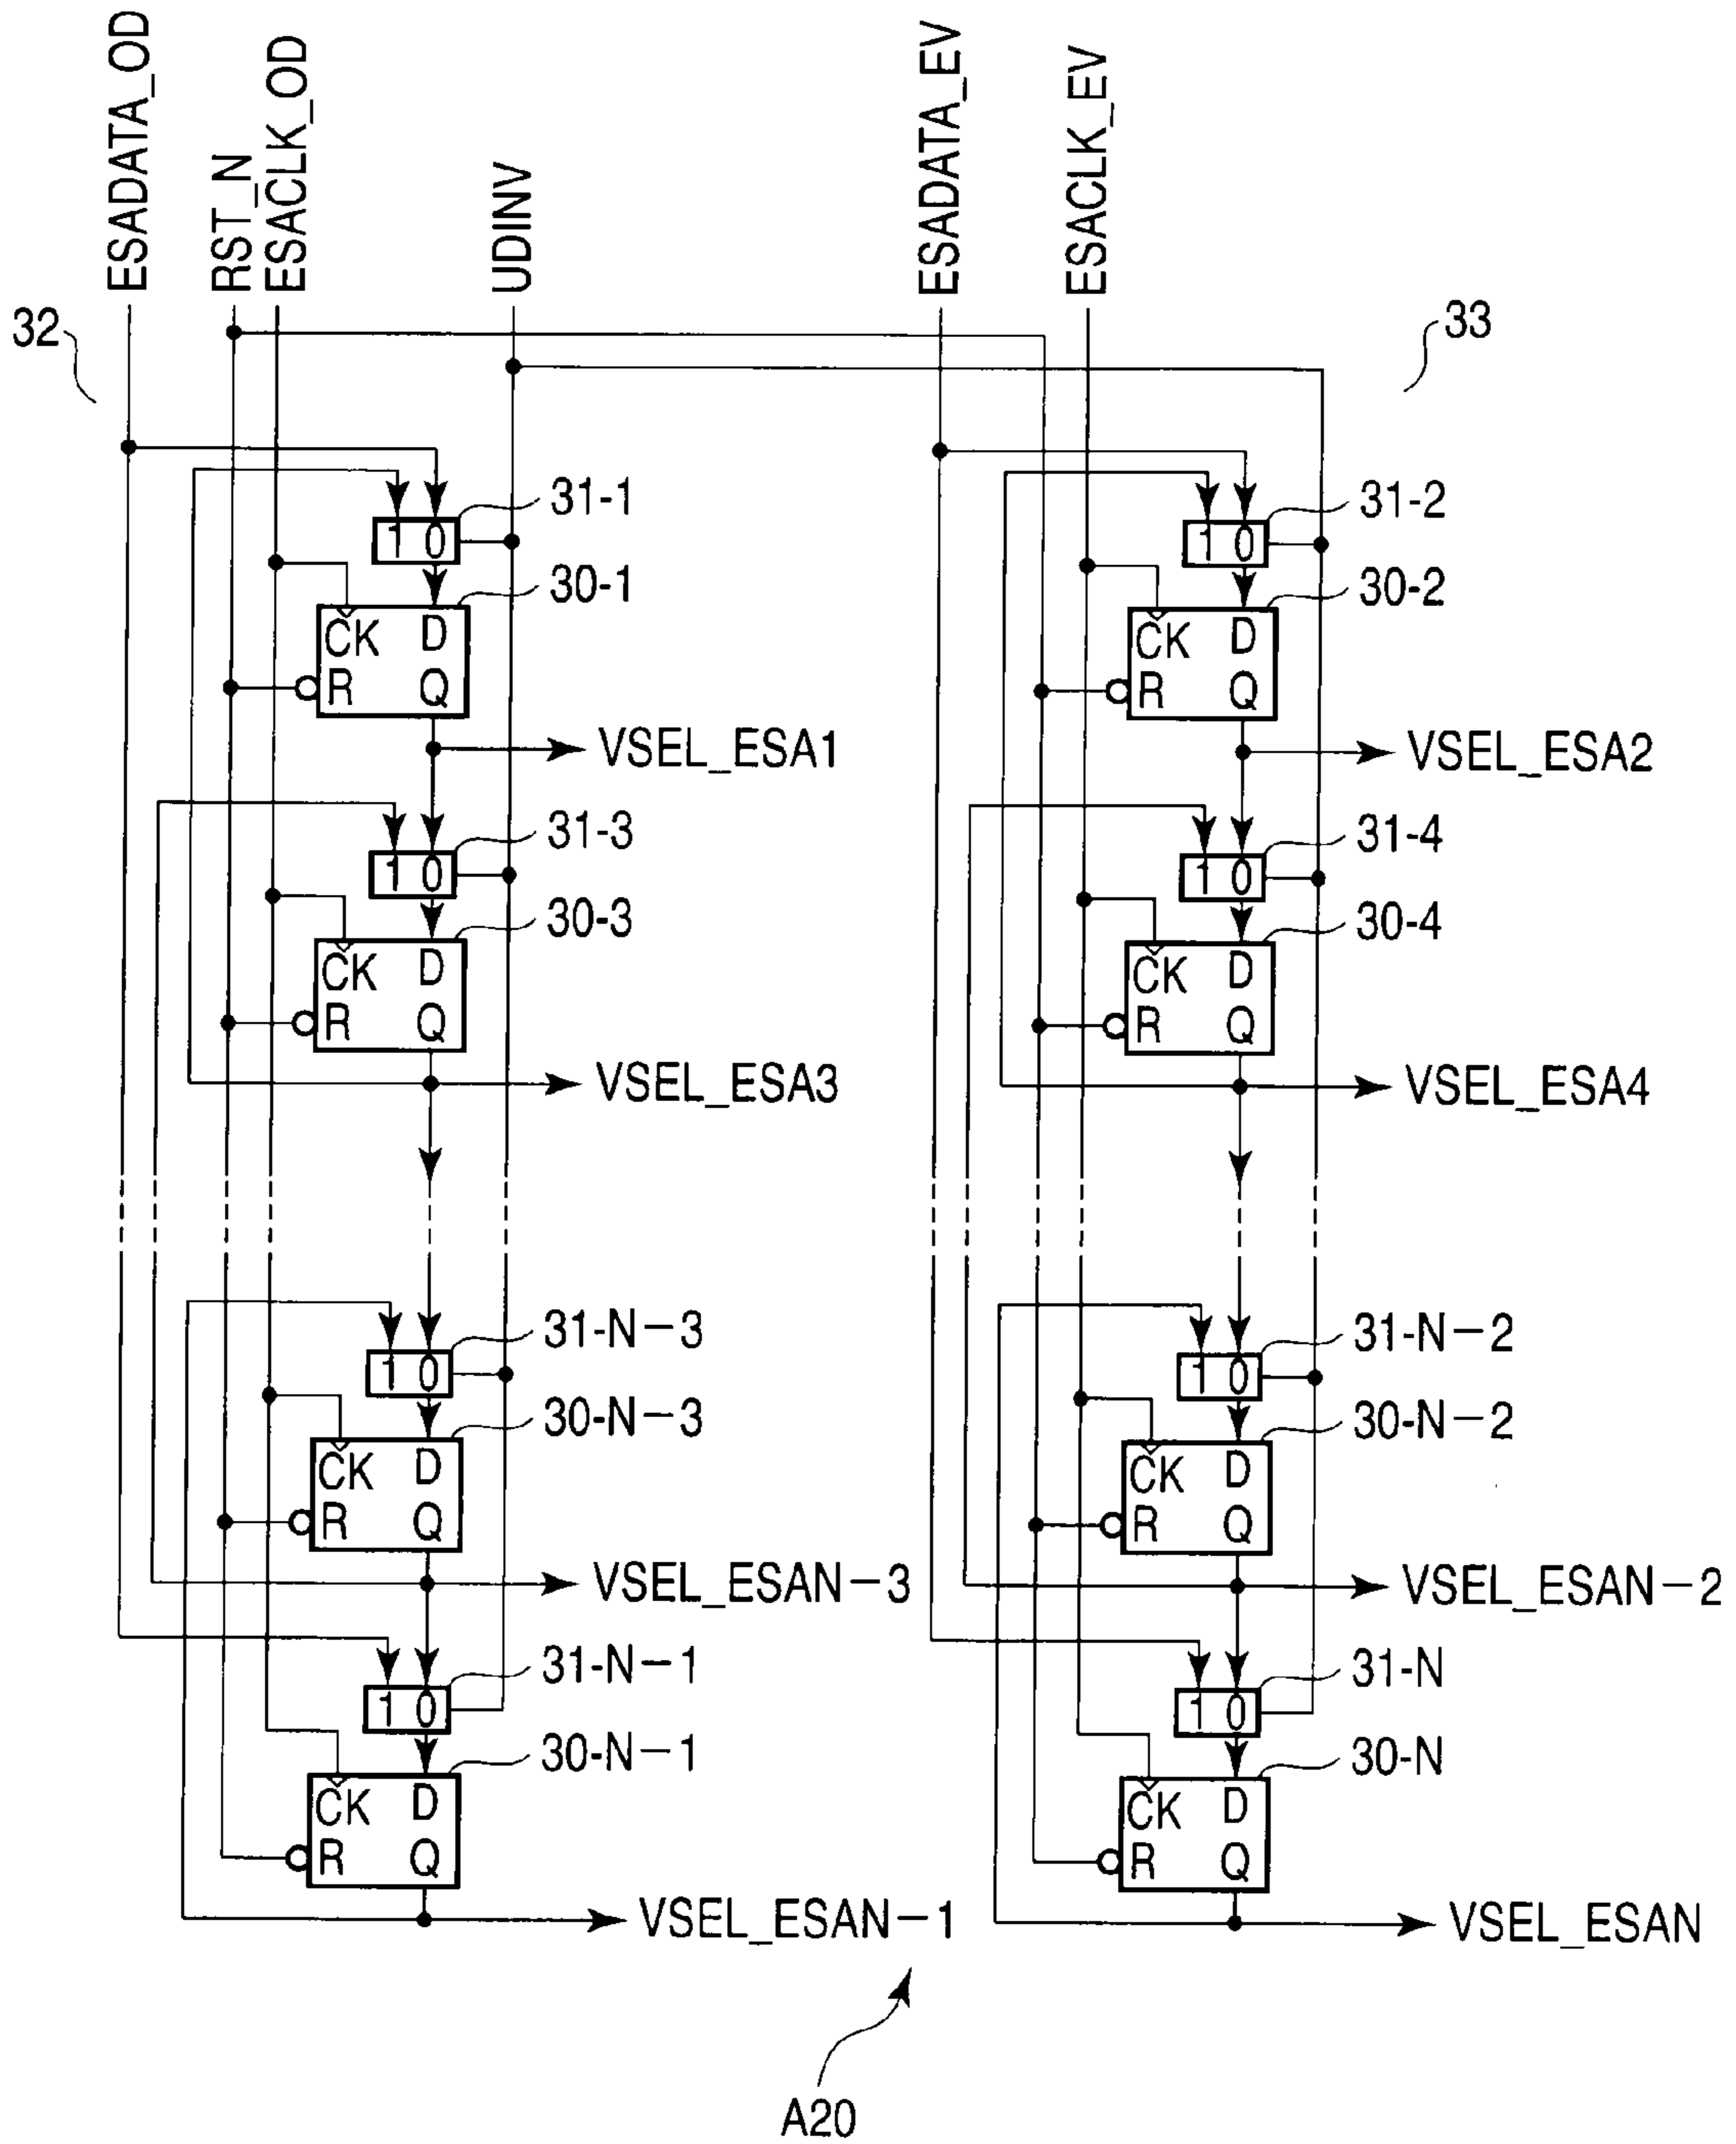 ESADATA_OD
RST_N
ESACLK_OD
UDINV
ESADATA_EV
ESACLK_EV
32
33
31-1
1 0
30-1
CK D
R Q
VSEL_ESA1
31-3
1 0
30-3
CK D
R Q
VSEL_ESA3
31-N-3
1 0
30-N-3
CK D
R Q
VSEL_ESAN-3
31-N-1
1 0
30-N-1
CK D
R Q
VSEL_ESAN-1
31-2
1 0
30-2
CK D
R Q
VSEL_ESA2
31-4
1 0
30-4
CK D
R Q
VSEL_ESA4
31-N-2
1 0
30-N-2
CK D
R Q
VSEL_ESAN-2
31-N
1 0
30-N
CK D
R Q
VSEL_ESAN
A20